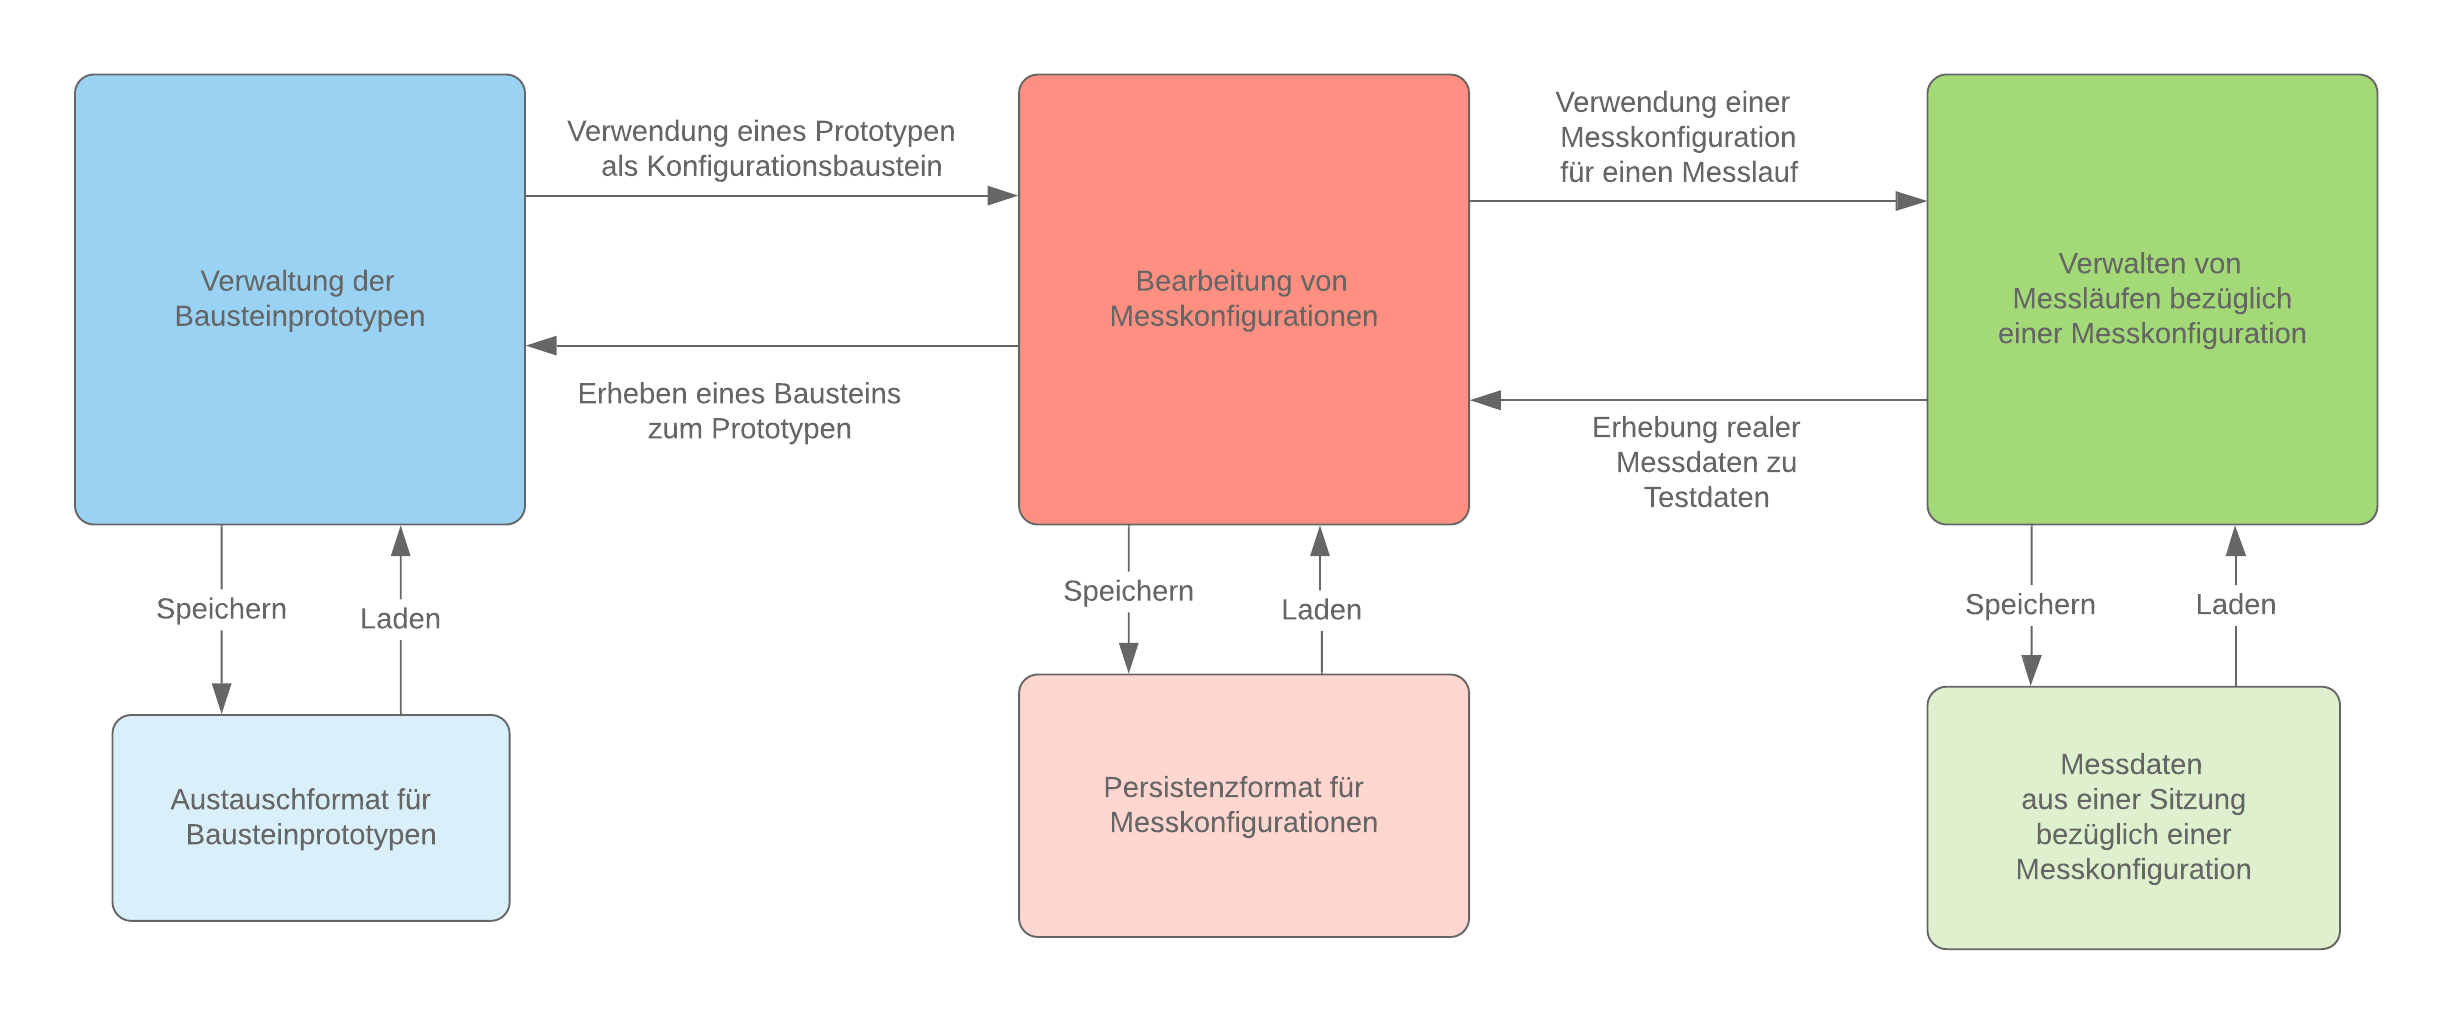 Verwaltung der
Bausteinprototypen
Verwendung eines Prototypen
als Konfigurationsbaustein
Erheben eines Bausteins
zum Prototypen
Bearbeitung von
Messkonfigurationen
Verwendung einer
Messkonfiguration
für einen Messlauf
Erhebung realer
Messdaten zu
Testdaten
Verwalten von
Messläufen bezüglich
einer Messkonfiguration
Speichern
Laden
Speichern
Laden
Speichern
Laden
Austauschformat für
Bausteinprototypen
Persistenzformat für
Messkonfigurationen
Messdaten
aus einer Sitzung
bezüglich einer
Messkonfiguration